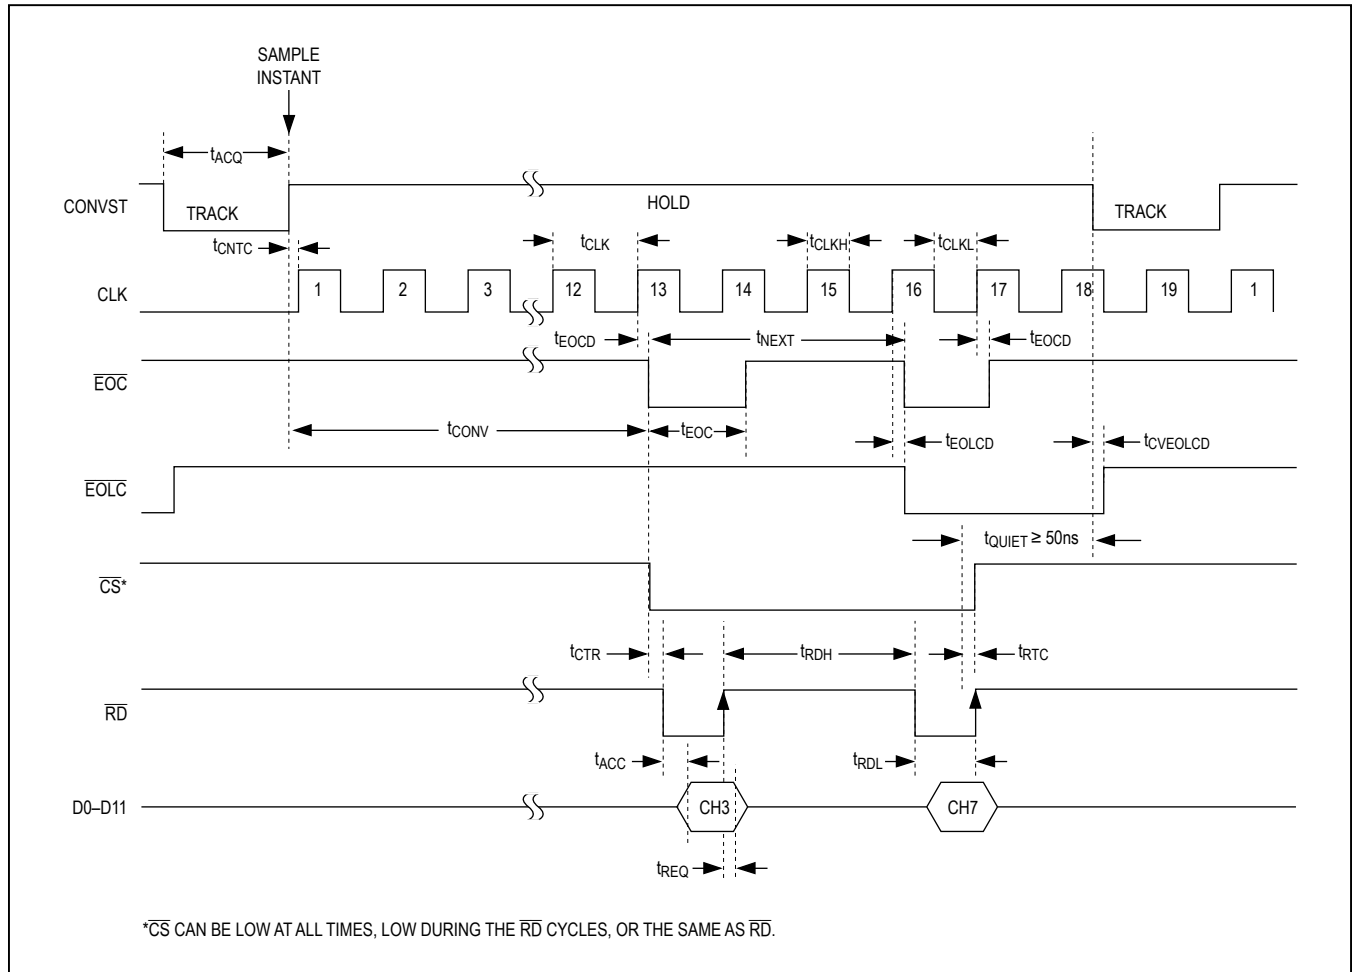 SAMPLE
INSTANT
tACQ
CONVST
TRACK
HOLD
TRACK
tCNTC
tCLK
tCLKH
tCLKL
CLK
1 2 3 12 13 14 15 16 17 18 19 1
tEOCD
tNEXT
tEOCD
EOC
tCONV
tEOC
tEOLCD
tCVEOLCD
EOLC
tQUIET ≥ 50ns
CS*
tCTR
tRDH
tRTC
RD
tACC
tRDL
D0–D11
CH3
CH7
tREQ
*CS CAN BE LOW AT ALL TIMES, LOW DURING THE RD CYCLES, OR THE SAME AS RD.